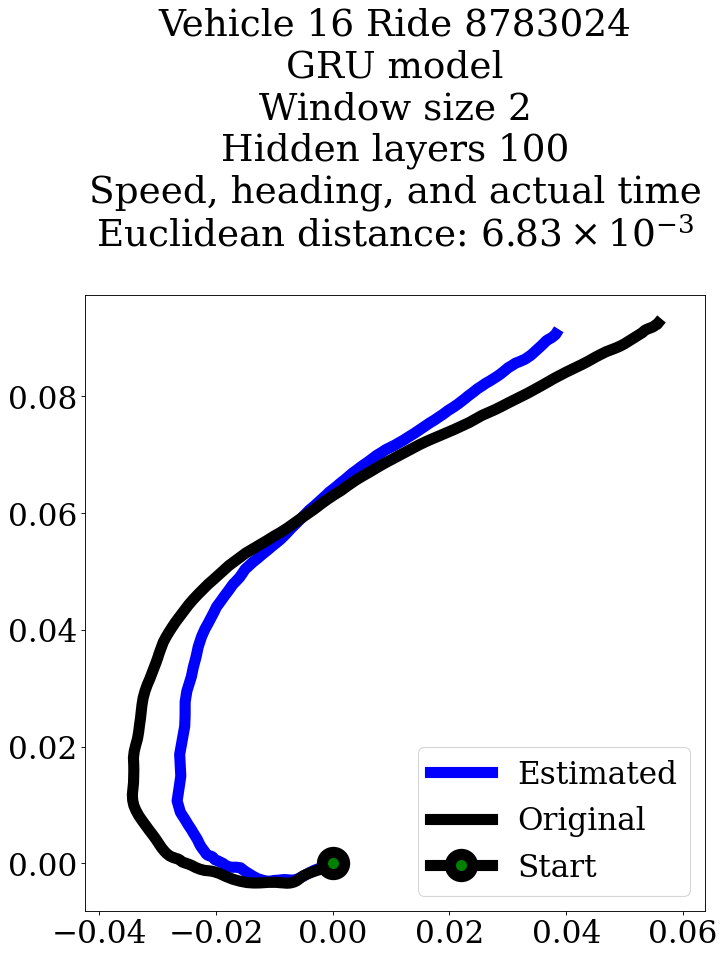 Vehicle 16 Ride 8783024
GRU model
Window size 2
Hidden layers 100
Speed, heading, and actual time
Euclidean distance: 6.83 × 10⁻³
0.08
0.06
0.04
0.02
0.00
Estimated
Original
Start
−0.04 −0.02 0.00 0.02 0.04 0.06